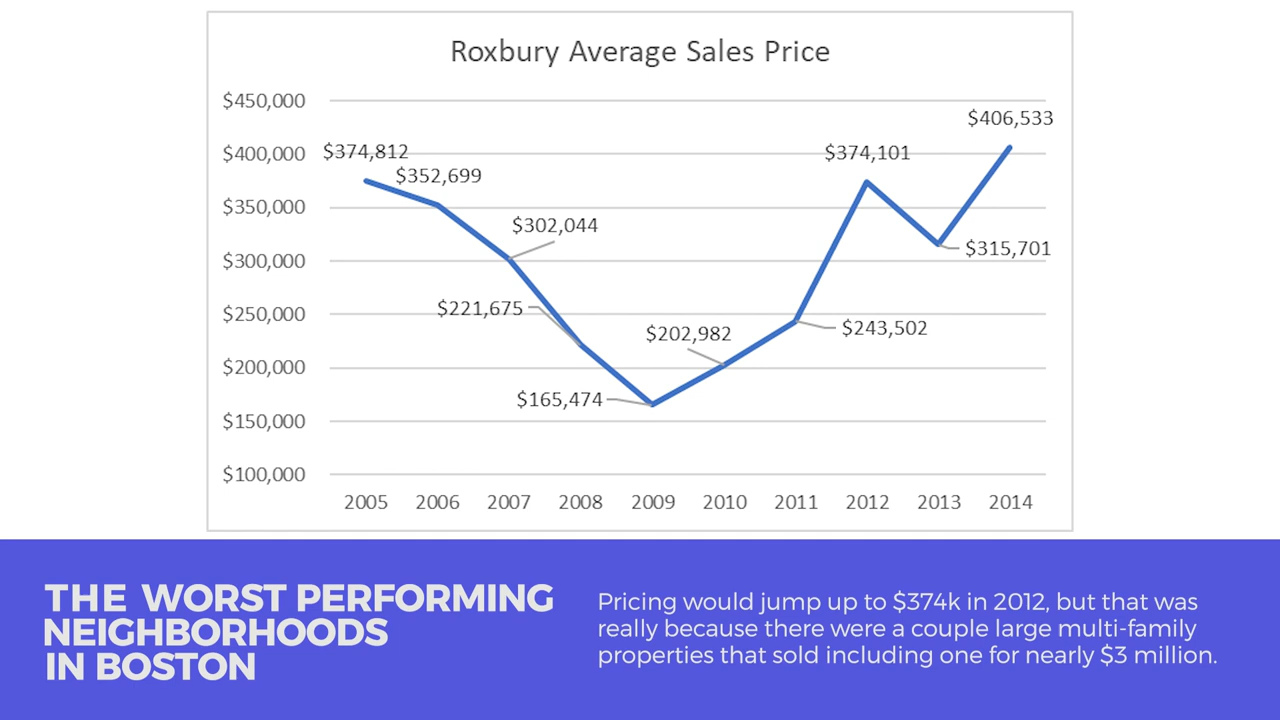 Roxbury Average Sales Price
$450,000
$400,000
$350,000
$300,000
$250,000
$200,000
$150,000
$100,000
$374,812
$352,699
$302,044
$221,675
$165,474
$202,982
$243,502
$374,101
$315,701
$406,533
2005 2006 2007 2008 2009 2010 2011 2012 2013 2014
THE WORST PERFORMING
NEIGHBORHOODS
IN BOSTON
Pricing would jump up to $374k in 2012, but that was
really because there were a couple large multi-family
properties that sold including one for nearly $3 million.